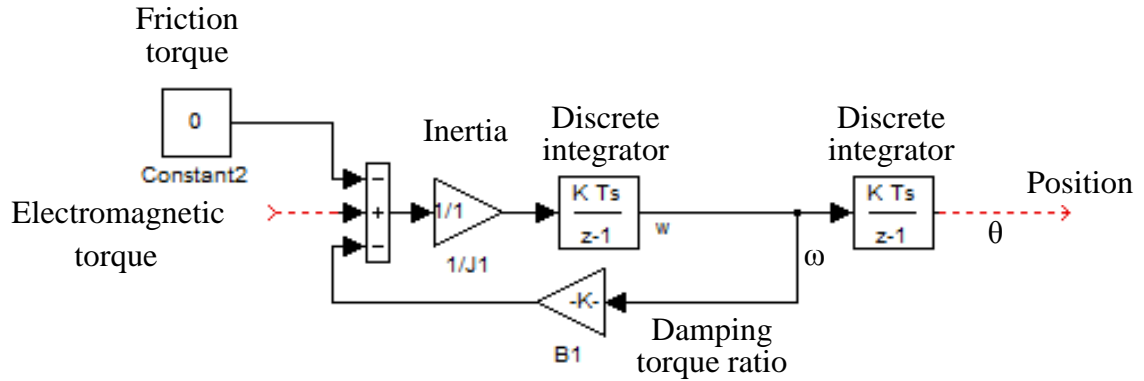 Friction
torque
0
Constant2
Inertia
Discrete
integrator
Discrete
integrator
Electromagnetic
torque
−
+
−
1/1
1/J1
K Ts
z-1
w
ω
K Ts
z-1
Position
θ
-K-
B1
Damping
torque ratio